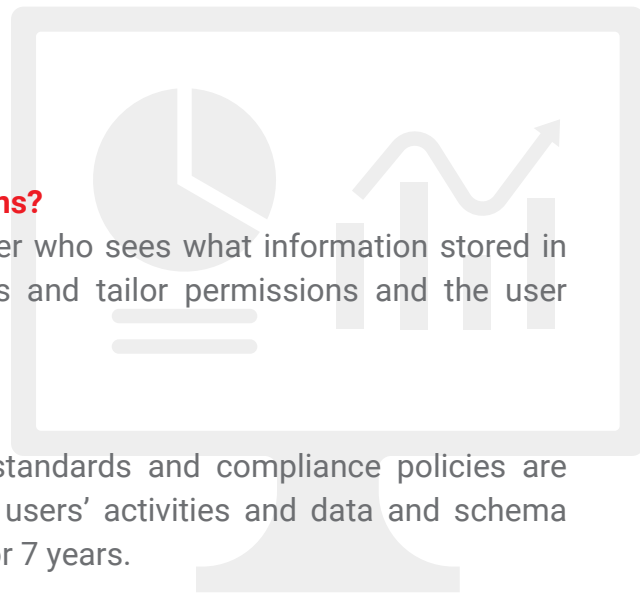 ns?
er who sees what information stored in
s and tailor permissions and the user
standards and compliance policies are
users’ activities and data and schema
or 7 years.